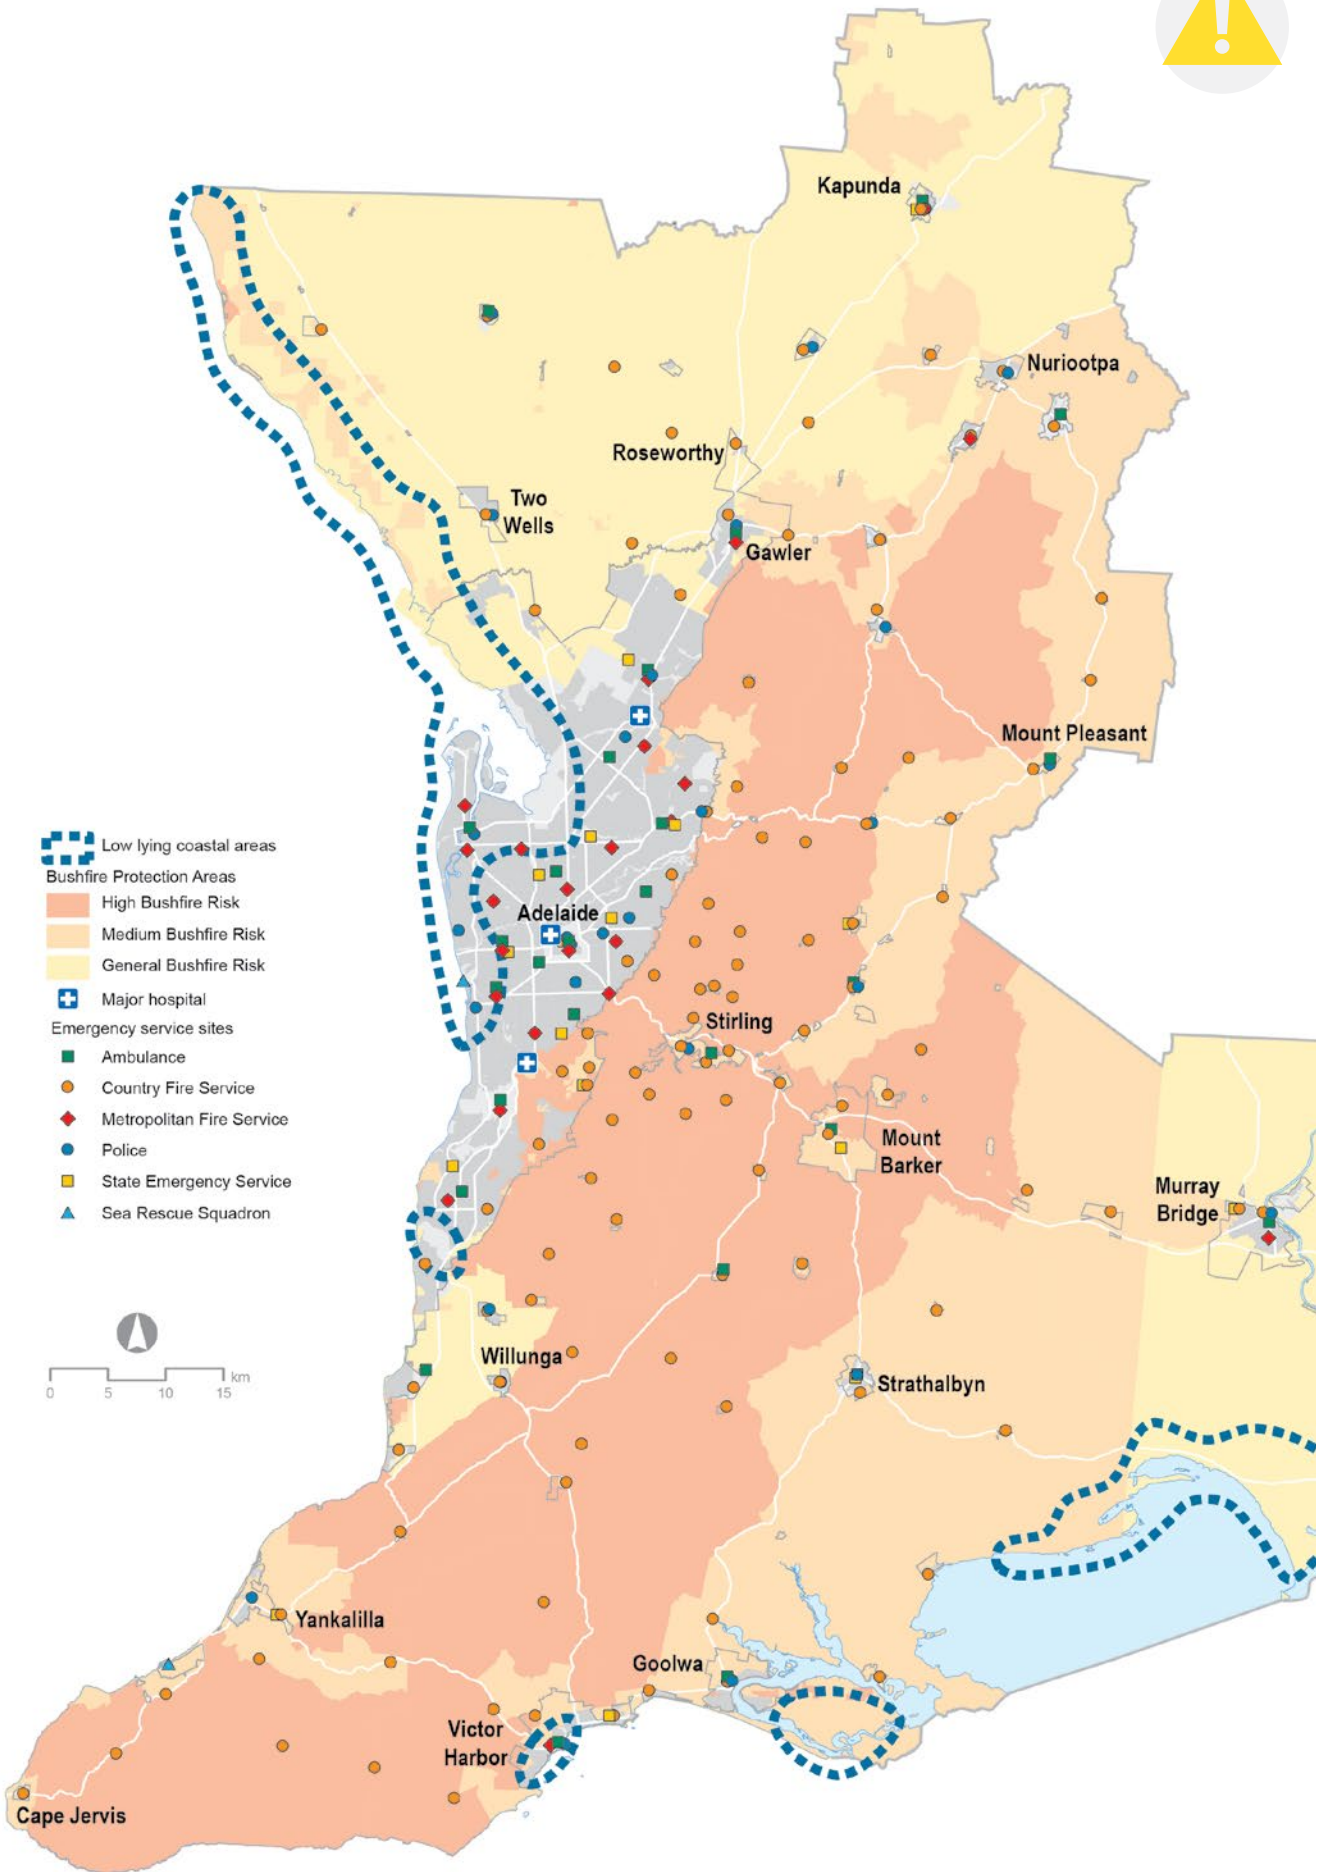 !
Kapunda
Nuriootpa
Roseworthy
Two
Wells
Gawler
Mount Pleasant
Low lying coastal areas
Bushfire Protection Areas
High Bushfire Risk
Medium Bushfire Risk
General Bushfire Risk
Major hospital
Emergency service sites
Ambulance
Country Fire Service
Metropolitan Fire Service
Police
State Emergency Service
Sea Rescue Squadron
Adelaide
Stirling
Mount
Barker
Murray
Bridge
km
0 5 10 15
Willunga
Strathalbyn
Yankalilla
Goolwa
Victor
Harbor
Cape Jervis